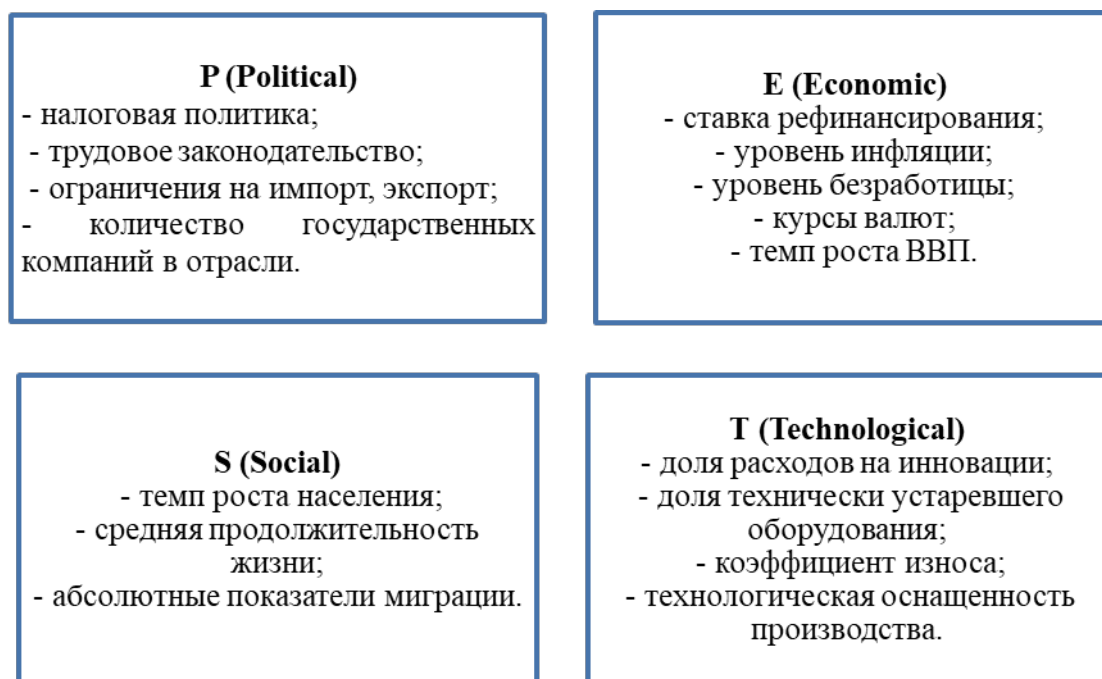 P (Political)
- налоговая политика;
- трудовое законодательство;
- ограничения на импорт, экспорт;
- количество государственных
компаний в отрасли.
E (Economic)
- ставка рефинансирования;
- уровень инфляции;
- уровень безработицы;
- курсы валют;
- темп роста ВВП.
S (Social)
- темп роста населения;
- средняя продолжительность
жизни;
- абсолютные показатели миграции.
T (Technological)
- доля расходов на инновации;
- доля технически устаревшего
оборудования;
- коэффициент износа;
- технологическая оснащенность
производства.